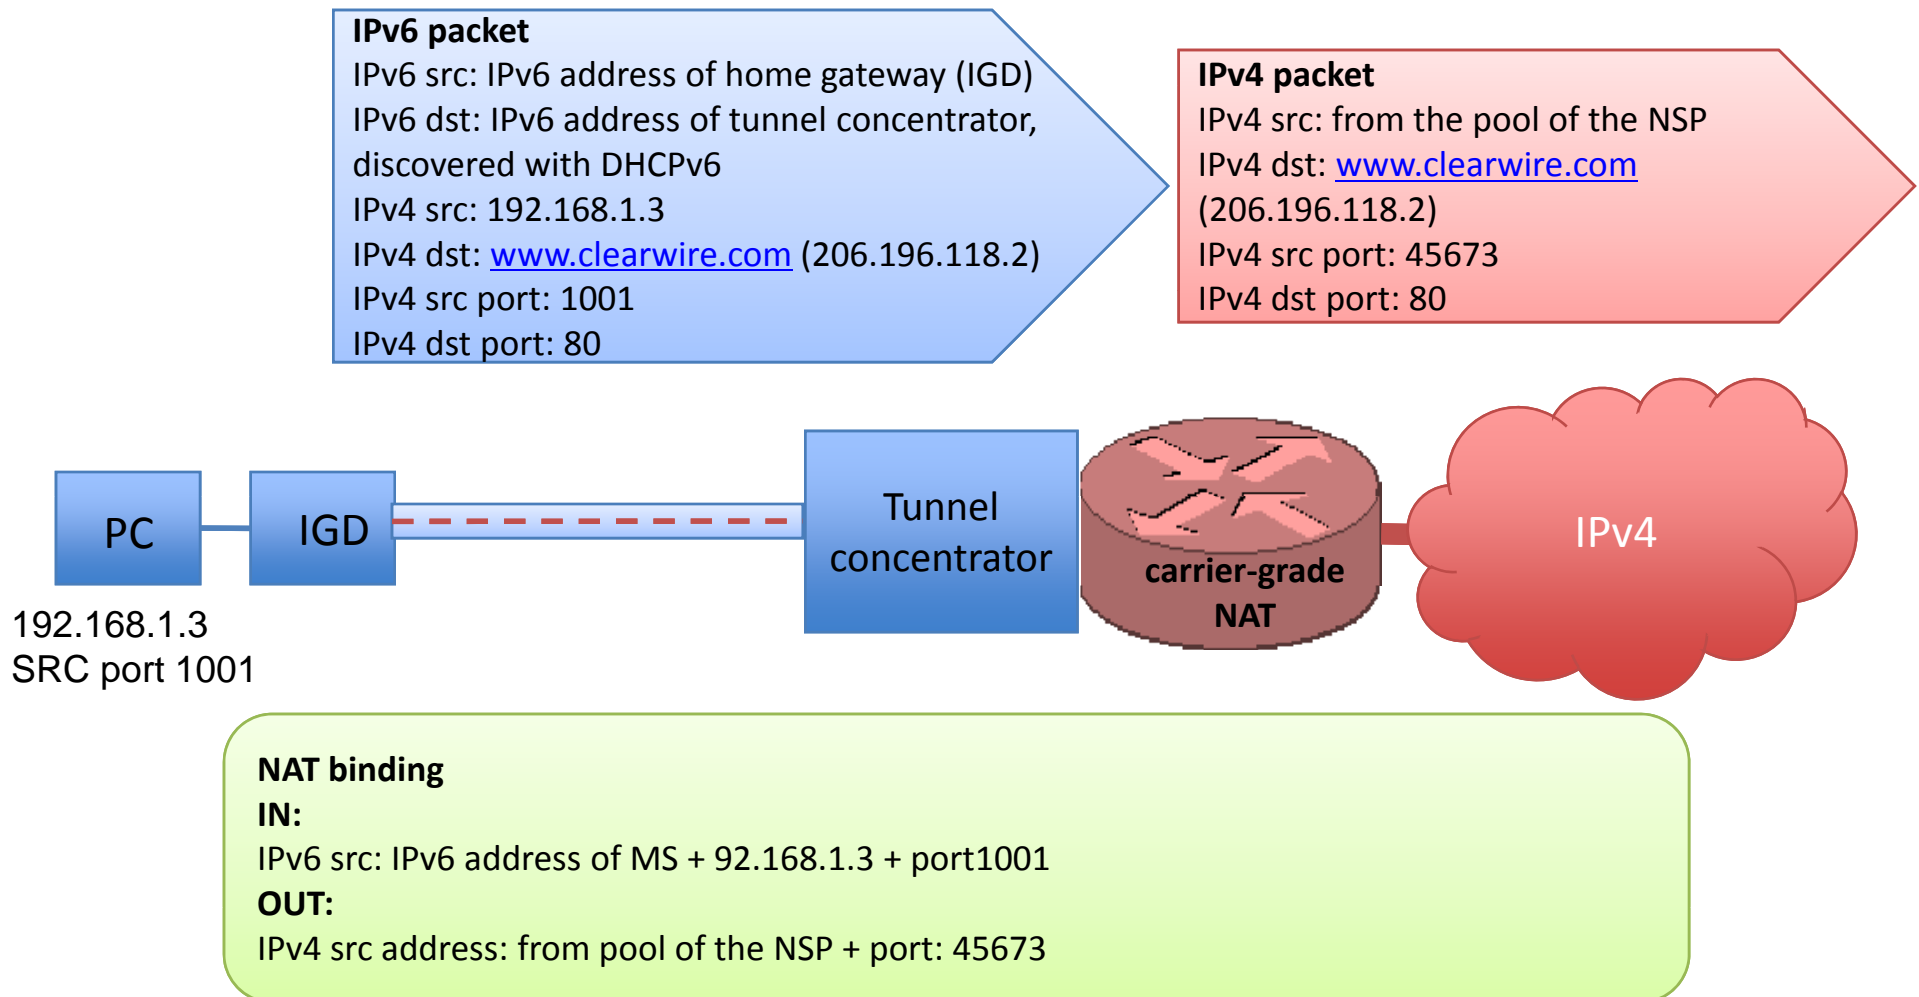 IPv6 packet
IPv6 src: IPv6 address of home gateway (IGD)
IPv6 dst: IPv6 address of tunnel concentrator,
discovered with DHCPv6
IPv4 src: 192.168.1.3
IPv4 dst: www.clearwire.com (206.196.118.2)
IPv4 src port: 1001
IPv4 dst port: 80
IPv4 packet
IPv4 src: from the pool of the NSP
IPv4 dst: www.clearwire.com
(206.196.118.2)
IPv4 src port: 45673
IPv4 dst port: 80
PC
IGD
Tunnel
concentrator
carrier-grade
NAT
IPv4
192.168.1.3
SRC port 1001
NAT binding
IN:
IPv6 src: IPv6 address of MS + 92.168.1.3 + port1001
OUT:
IPv4 src address: from pool of the NSP + port: 45673